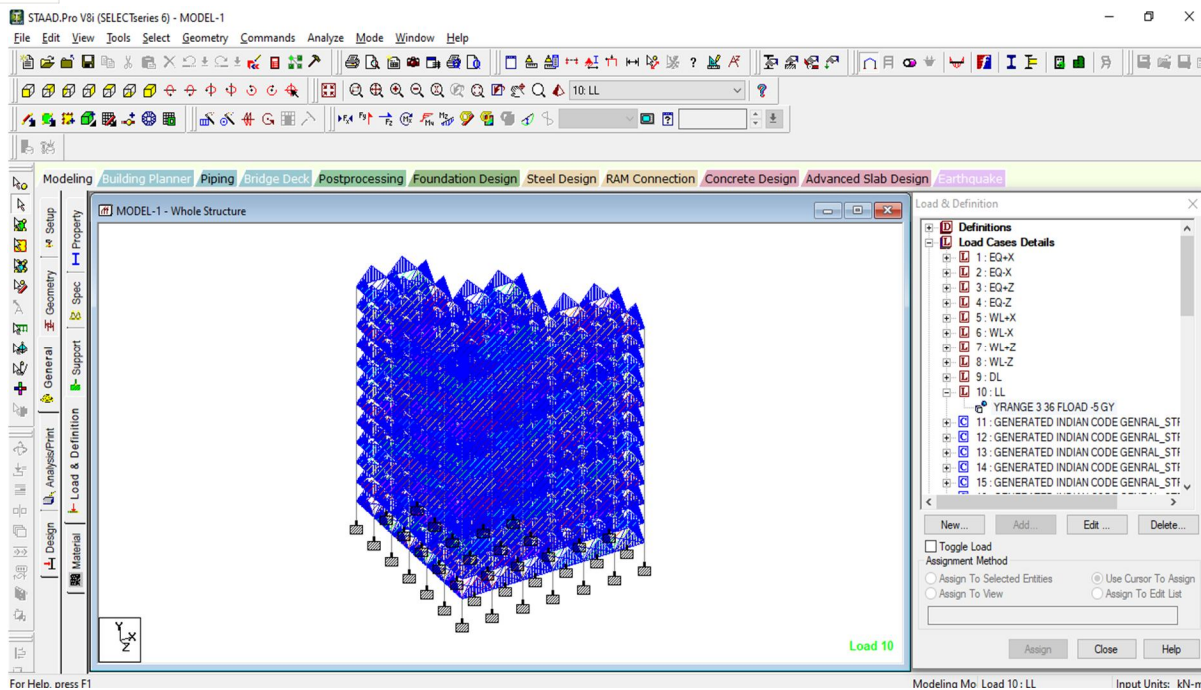 STAAD.Pro V8i (SELECTseries 6) - MODEL-1
File Edit View Tools Select Geometry Commands Analyze Mode Window Help
10: LL
Modeling Building Planner Piping Bridge Deck Postprocessing Foundation Design Steel Design RAM Connection Concrete Design Advanced Slab Design Earthquake
Setup
Geometry
General
Analysis/Print
Design
Property
Spec
Support
Load & Definition
Material
MODEL-1 - Whole Structure
Y
X
Z
Load 10
Load & Definition
Definitions
Load Cases Details
1 : EQ+X
2 : EQ-X
3 : EQ+Z
4 : EQ-Z
5 : WL+X
6 : WL-X
7 : WL+Z
8 : WL-Z
9 : DL
10 : LL
YRANGE 3 36 FLOAD -5 GY
11 : GENERATED INDIAN CODE GENRAL_STF
12 : GENERATED INDIAN CODE GENRAL_STF
13 : GENERATED INDIAN CODE GENRAL_STF
14 : GENERATED INDIAN CODE GENRAL_STF
15 : GENERATED INDIAN CODE GENRAL_STF
New... Add... Edit ... Delete...
Toggle Load
Assignment Method
Assign To Selected Entities Use Cursor To Assign
Assign To View Assign To Edit List
Assign Close Help
For Help, press F1 Modeling Mo Load 10 : LL Input Units: kN-m